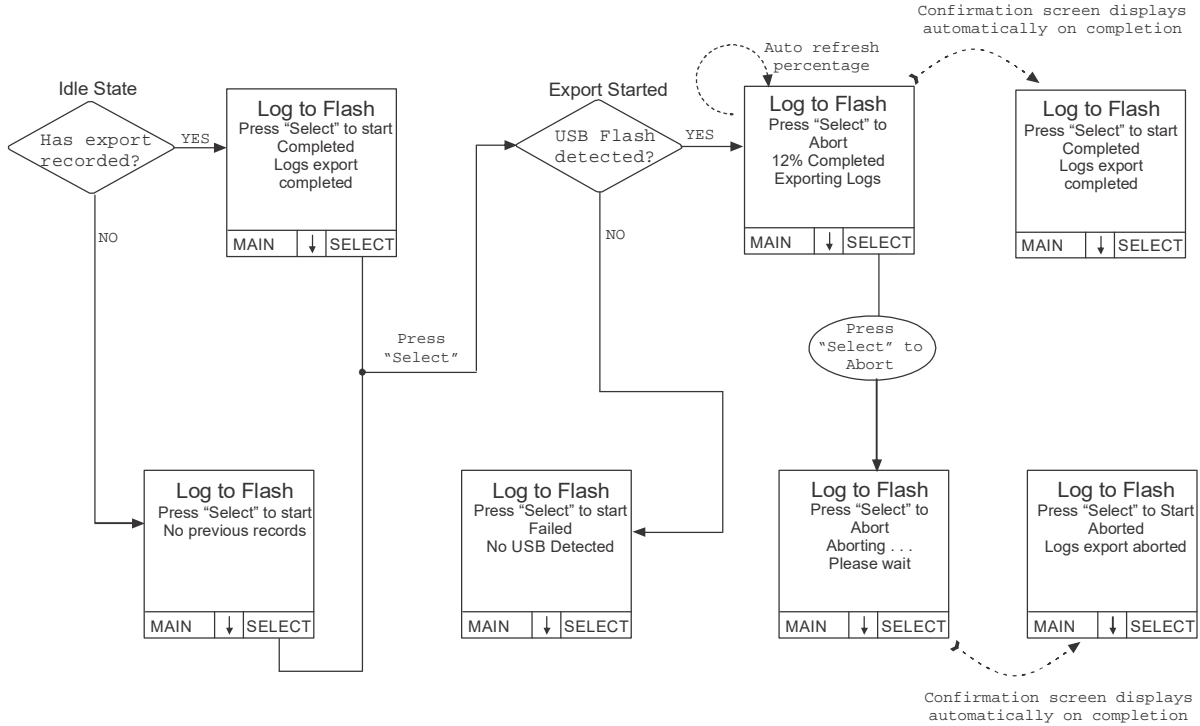 Confirmation screen displays
automatically on completion
Auto refresh
percentage
Idle State
Has export
recorded?
YES
NO
Log to Flash
Press “Select” to start
Completed
Logs export
completed
MAIN ↓ SELECT
Press
“Select”
Export Started
USB Flash
detected?
YES
NO
Log to Flash
Press “Select” to
Abort
12% Completed
Exporting Logs
MAIN ↓ SELECT
Log to Flash
Press “Select” to start
Completed
Logs export
completed
MAIN ↓ SELECT
Press
“Select” to
Abort
Log to Flash
Press “Select” to start
No previous records
MAIN ↓ SELECT
Log to Flash
Press “Select” to start
Failed
No USB Detected
MAIN ↓ SELECT
Log to Flash
Press “Select” to
Abort
Aborting . . .
Please wait
MAIN ↓ SELECT
Log to Flash
Press “Select” to Start
Aborted
Logs export aborted
MAIN ↓ SELECT
Confirmation screen displays
automatically on completion